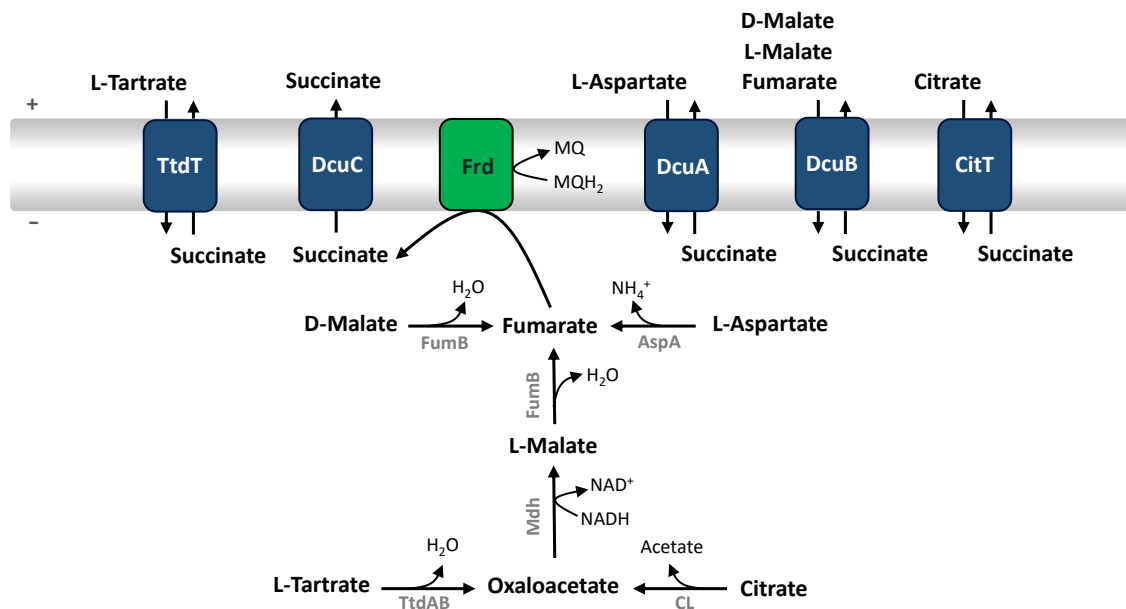 D-Malate
L-Malate
L-Tartrate
Succinate
L-Aspartate
Fumarate
Citrate
+
TtdT
DcuC
Frd
MQ
MQH₂
DcuA
DcuB
CitT
–
Succinate
Succinate
Succinate
Succinate
Succinate
H₂O
NH₄⁺
D-Malate
Fumarate
L-Aspartate
FumB
AspA
FumB
H₂O
L-Malate
Mdh
NAD⁺
NADH
H₂O
Acetate
L-Tartrate
Oxaloacetate
Citrate
TtdAB
CL